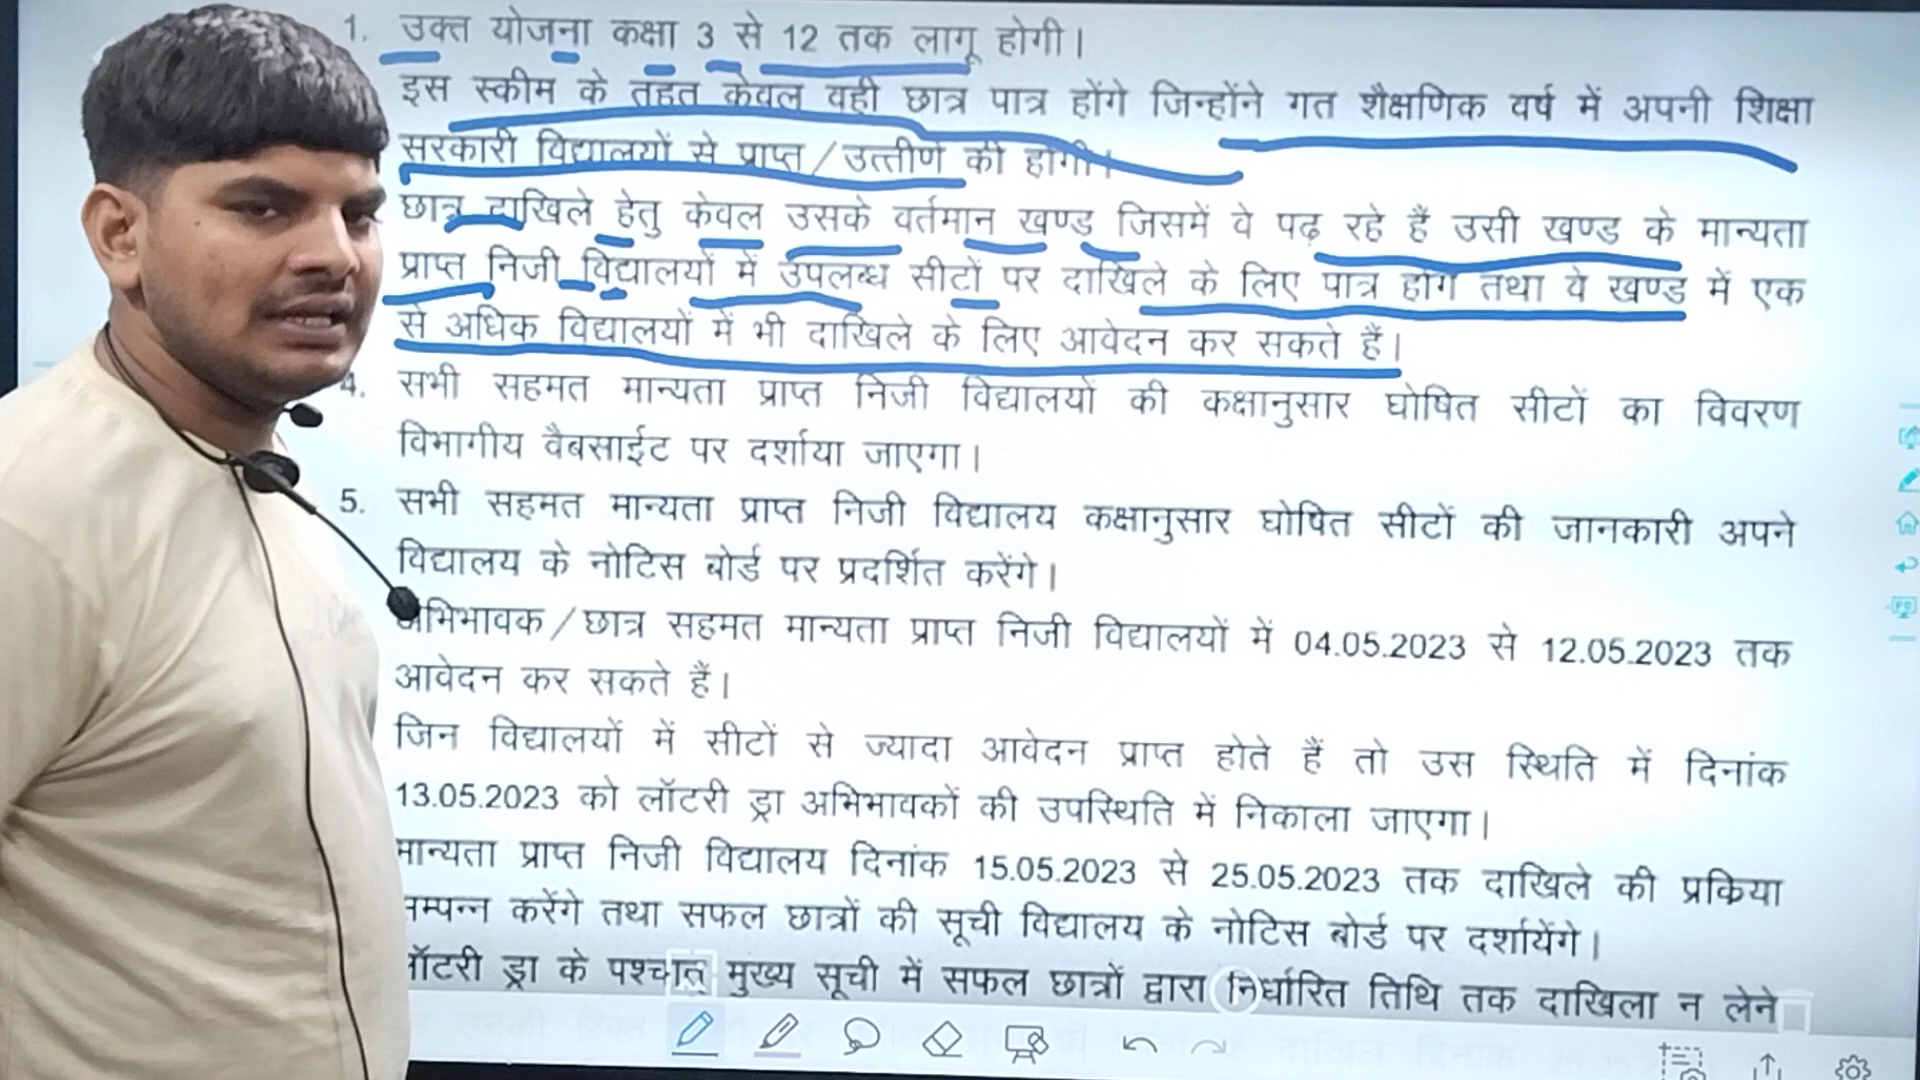 1. उक्त योजना कक्षा 3 से 12 तक लागू होगी।
इस स्कीम के तहत केवल वही छात्र पात्र होंगे जिन्होंने गत शैक्षणिक वर्ष में अपनी शिक्षा
सरकारी विद्यालयों से प्राप्त/उत्तीण की होगी।
छात्र दाखिले हेतु केवल उसके वर्तमान खण्ड जिसमें वे पढ़ रहे हैं उसी खण्ड के मान्यता
प्राप्त निजी विद्यालयों में उपलब्ध सीटों पर दाखिले के लिए पात्र होंगे तथा ये खण्ड में एक
से अधिक विद्यालयों में भी दाखिले के लिए आवेदन कर सकते हैं।
4. सभी सहमत मान्यता प्राप्त निजी विद्यालयों की कक्षानुसार घोषित सीटों का विवरण
विभागीय वैबसाईट पर दर्शाया जाएगा।
5. सभी सहमत मान्यता प्राप्त निजी विद्यालय कक्षानुसार घोषित सीटों की जानकारी अपने
विद्यालय के नोटिस बोर्ड पर प्रदर्शित करेंगे।
अभिभावक/छात्र सहमत मान्यता प्राप्त निजी विद्यालयों में 04.05.2023 से 12.05.2023 तक
आवेदन कर सकते हैं।
जिन विद्यालयों में सीटों से ज्यादा आवेदन प्राप्त होते हैं तो उस स्थिति में दिनांक
13.05.2023 को लॉटरी ड्रा अभिभावकों की उपस्थिति में निकाला जाएगा।
मान्यता प्राप्त निजी विद्यालय दिनांक 15.05.2023 से 25.05.2023 तक दाखिले की प्रकिया
सम्पन्न करेंगे तथा सफल छात्रों की सूची विद्यालय के नोटिस बोर्ड पर दर्शायेंगे।
लॉटरी ड्रा के पश्चात् मुख्य सूची में सफल छात्रों द्वारा निर्धारित तिथि तक दाखिला न लेने